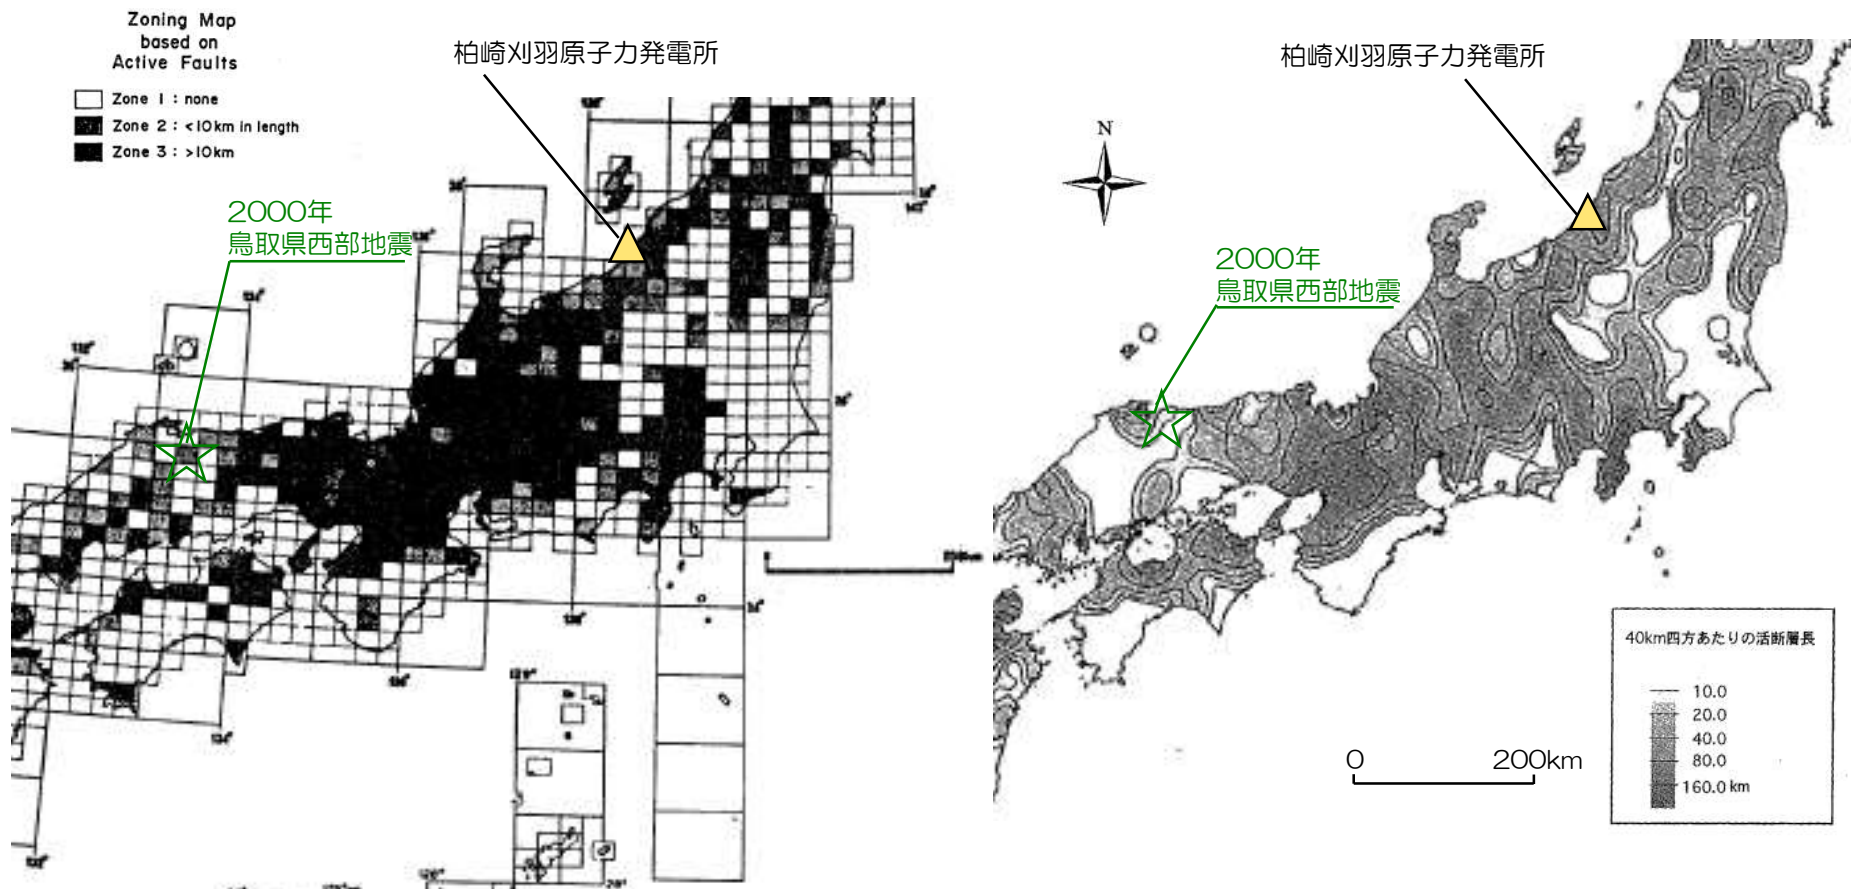 Zoning Map
based on
Active Faults
Zone 1 : none
Zone 2 : <10km in length
Zone 3 : >10km
柏崎刈羽原子力発電所
2000年
鳥取県西部地震
柏崎刈羽原子力発電所
N
2000年
鳥取県西部地震
40km四方あたりの活断層長
10.0
20.0
40.0
80.0
160.0 km
0 200km